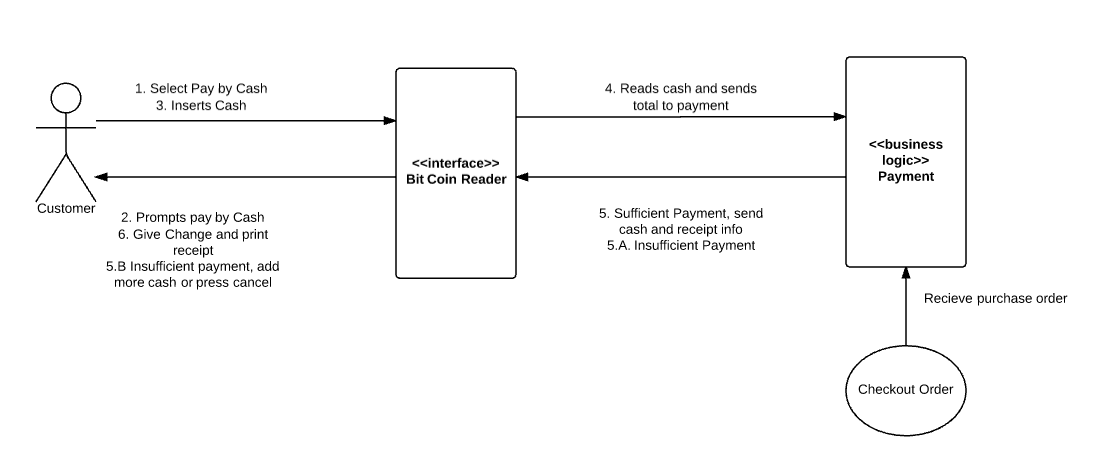 1. Select Pay by Cash
3. Inserts Cash
4. Reads cash and sends
total to payment
<<interface>>
Bit Coin Reader
<<business
logic>>
Payment
Customer
2. Prompts pay by Cash
6. Give Change and print
receipt
5.B Insufficient payment, add
more cash or press cancel
5. Sufficient Payment, send
cash and receipt info
5.A. Insufficient Payment
Recieve purchase order
Checkout Order